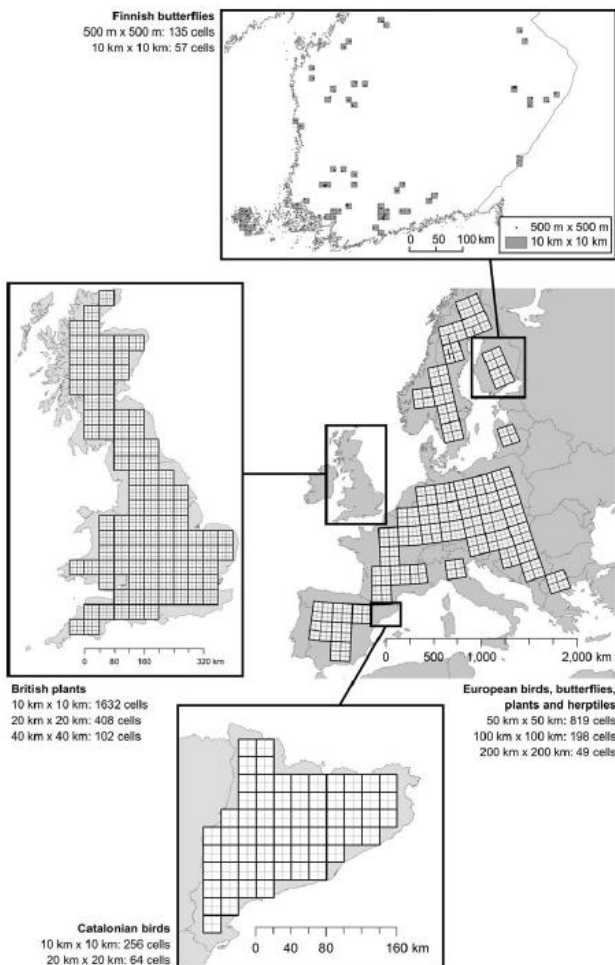 Finnish butterflies
500 m x 500 m: 135 cells
10 km x 10 km: 57 cells
500 m x 500 m
10 km x 10 km
0 50 100 km
0 80 160 320 km
British plants
10 km x 10 km: 1632 cells
20 km x 20 km: 408 cells
40 km x 40 km: 102 cells
0 500 1,000 2,000 km
European birds, butterflies,
plants and herptiles
50 km x 50 km: 819 cells
100 km x 100 km: 198 cells
200 km x 200 km: 49 cells
Catalonian birds
10 km x 10 km: 256 cells
20 km x 20 km: 64 cells
0 40 80 160 km